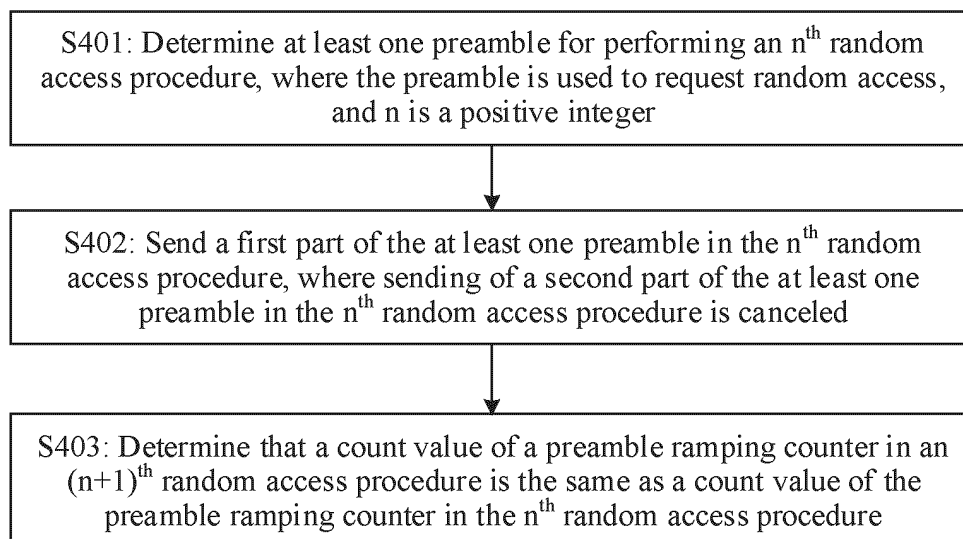 S401: Determine at least one preamble for performing an nth random
access procedure, where the preamble is used to request random access,
and n is a positive integer
S402: Send a first part of the at least one preamble in the nth random
access procedure, where sending of a second part of the at least one
preamble in the nth random access procedure is canceled
S403: Determine that a count value of a preamble ramping counter in an
(n+1)th random access procedure is the same as a count value of the
preamble ramping counter in the nth random access procedure